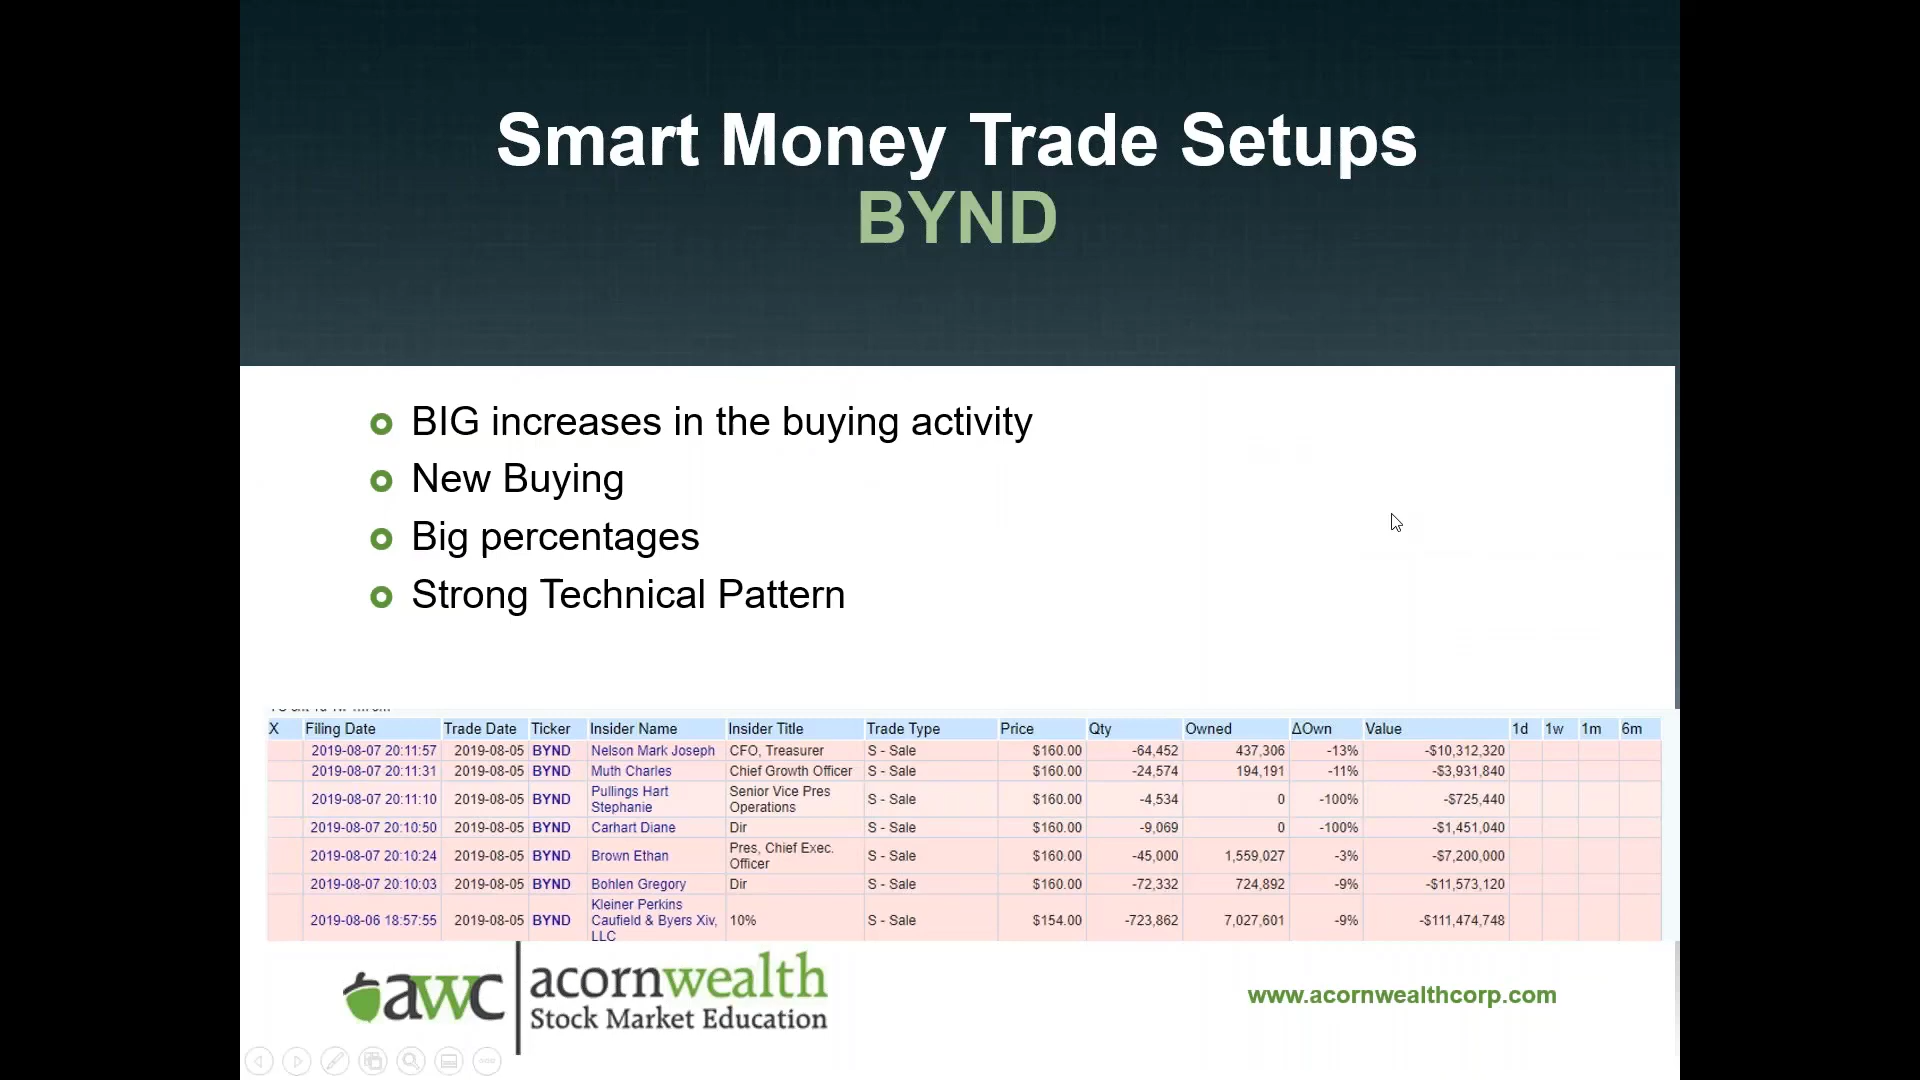 Smart Money Trade Setups
BYND
BIG increases in the buying activity
New Buying
Big percentages
Strong Technical Pattern
X Filing Date Trade Date Ticker Insider Name Insider Title Trade Type Price Qty Owned ΔOwn Value 1d 1w 1m 6m
2019-08-07 20:11:57 2019-08-05 BYND Nelson Mark Joseph CFO, Treasurer S - Sale $160.00 -64,452 437,306 -13% -$10,312,320
2019-08-07 20:11:31 2019-08-05 BYND Muth Charles Chief Growth Officer S - Sale $160.00 -24,574 194,191 -11% -$3,931,840
2019-08-07 20:11:10 2019-08-05 BYND Pullings Hart Stephanie Senior Vice Pres Operations S - Sale $160.00 -4,534 0 -100% -$725,440
2019-08-07 20:10:50 2019-08-05 BYND Carhart Diane Dir S - Sale $160.00 -9,069 0 -100% -$1,451,040
2019-08-07 20:10:24 2019-08-05 BYND Brown Ethan Pres, Chief Exec. Officer S - Sale $160.00 -45,000 1,559,027 -3% -$7,200,000
2019-08-07 20:10:03 2019-08-05 BYND Bohlen Gregory Dir S - Sale $160.00 -72,332 724,892 -9% -$11,573,120
2019-08-06 18:57:55 2019-08-05 BYND Kleiner Perkins Caufield & Byers Xiv, LLC 10% S - Sale $154.00 -723,862 7,027,601 -9% -$111,474,748
awc acornwealth
Stock Market Education
www.acornwealthcorp.com